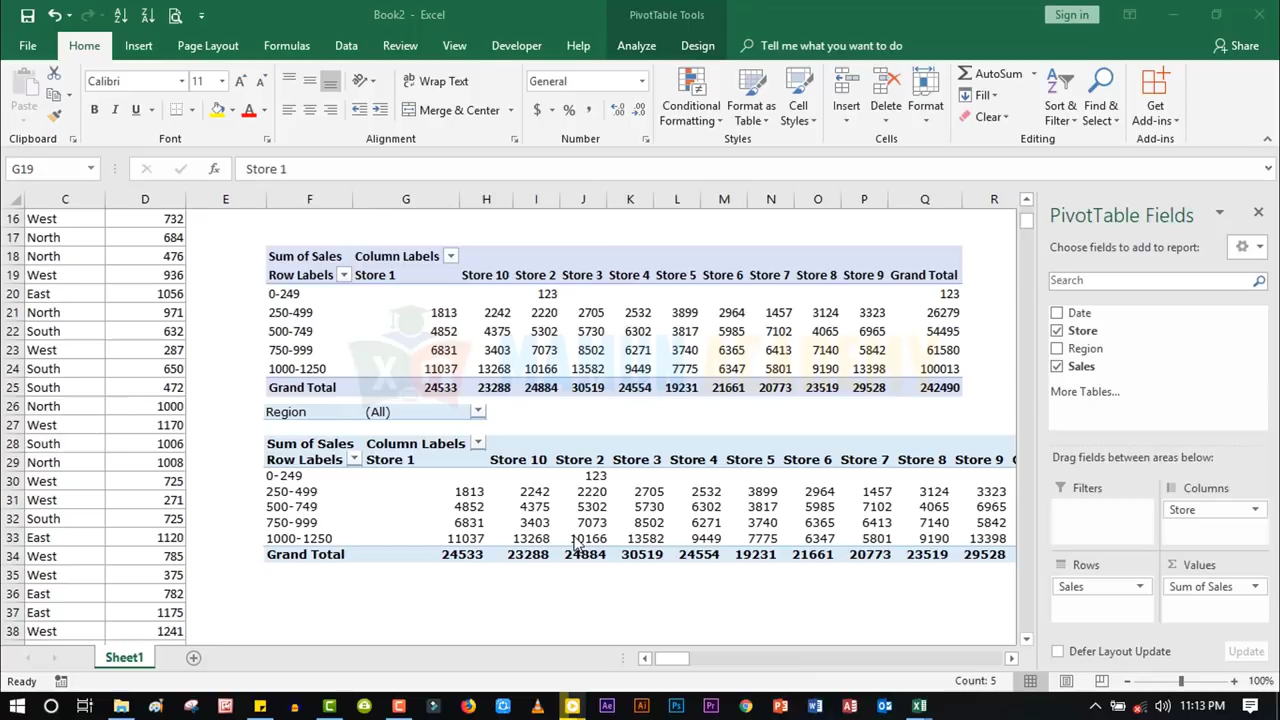 Book2 - Excel PivotTable Tools Sign in
File Home Insert Page Layout Formulas Data Review View Developer Help Analyze Design Tell me what you want to do Share
Calibri 11 Wrap Text General AutoSum
Paste B I U Merge & Center $ % Conditional Formatting Format as Table Cell Styles Insert Delete Format Fill Clear Sort & Filter Find & Select Get Add-ins
Clipboard Font Alignment Number Styles Cells Editing Add-ins
G19 fx Store 1
C D E F G H I J K L M N O P Q R
16 West 732
17 North 684
18 North 476 Sum of Sales Column Labels
19 West 936 Row Labels Store 1 Store 10 Store 2 Store 3 Store 4 Store 5 Store 6 Store 7 Store 8 Store 9 Grand Total
20 East 1056 0-249 123 123
21 North 971 250-499 1813 2242 2220 2705 2532 3899 2964 1457 3124 3323 26279
22 South 632 500-749 4852 4375 5302 5730 6302 3817 5985 7102 4065 6965 54495
23 West 287 750-999 6831 3403 7073 8502 6271 3740 6365 6413 7140 5842 61580
24 South 650 1000-1250 11037 13268 10166 13582 9449 7775 6347 5801 9190 13398 100013
25 South 472 Grand Total 24533 23288 24884 30519 24554 19231 21661 20773 23519 29528 242490
26 North 1000 Region (All)
27 West 1170
28 South 1006 Sum of Sales Column Labels
29 North 1008 Row Labels Store 1 Store 10 Store 2 Store 3 Store 4 Store 5 Store 6 Store 7 Store 8 Store 9
30 West 725 0-249 123
31 West 271 250-499 1813 2242 2220 2705 2532 3899 2964 1457 3124 3323
32 South 725 500-749 4852 4375 5302 5730 6302 3817 5985 7102 4065 6965
33 East 1120 750-999 6831 3403 7073 8502 6271 3740 6365 6413 7140 5842
1000-1250 11037 13268 10166 13582 9449 7775 6347 5801 9190 13398
34 West 785 Grand Total 24533 23288 24884 30519 24554 19231 21661 20773 23519 29528
35 West 375
36 East 782
37 East 1175
38 West 1241
PivotTable Fields
Choose fields to add to report:
Search
Date
Store
Region
Sales
More Tables...
Drag fields between areas below:
Filters Columns
Store
Rows Σ Values
Sales Sum of Sales
Defer Layout Update Update
Sheet1
Ready Count: 5 100%
Ae Ai Ps Pr 11:13 PM